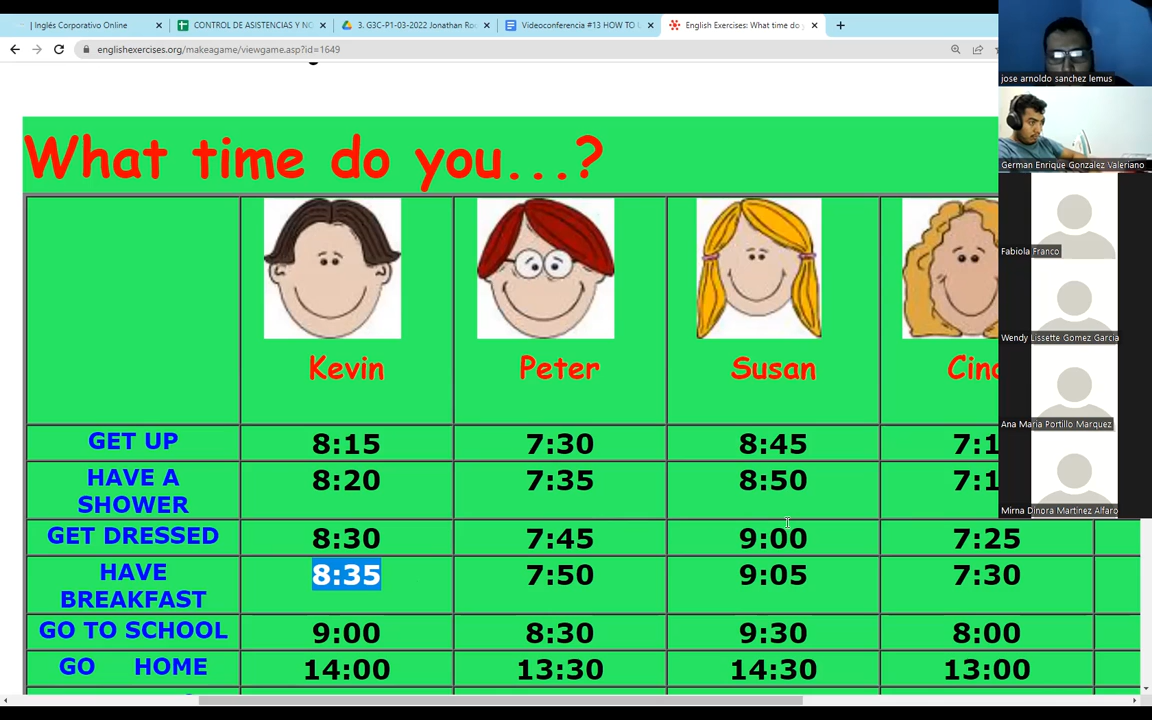 | Inglés Corporativo Online
CONTROL DE ASISTENCIAS Y NO
3. G3C-P1-03-2022 Jonathan Ro
Videoconferencia #13 HOW TO
English Exercises: What time do
englishexercises.org/makeagame/viewgame.asp?id=1649
What time do you...?
Kevin Peter Susan
GET UP 8:15 7:30 8:45
HAVE A SHOWER 8:20 7:35 8:50
GET DRESSED 8:30 7:45 9:00 7:25
HAVE BREAKFAST 8:35 7:50 9:05 7:30
GO TO SCHOOL 9:00 8:30 9:30 8:00
GO HOME 14:00 13:30 14:30 13:00
jose arnoldo sanchez lemus
German Enrique Gonzalez Valeriano
Fabiola Franco
Wendy Lissette Gomez Garcia
Ana Maria Portillo Marquez
Mirna Dinora Martinez Alfaro